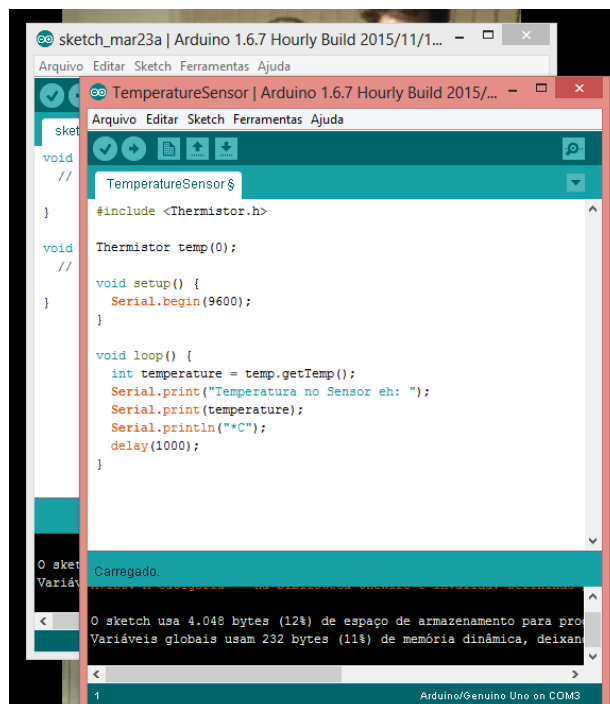 sketch_mar23a | Arduino 1.6.7 Hourly Build 2015/11/1...
Arquivo Editar Sketch Ferramentas Ajuda
TemperatureSensor | Arduino 1.6.7 Hourly Build 2015/...
Arquivo Editar Sketch Ferramentas Ajuda
sket
void
//
}
void
//
}
TemperatureSensor §
#include <Thermistor.h>
Thermistor temp(0);
void setup() {
Serial.begin(9600);
}
void loop() {
int temperature = temp.getTemp();
Serial.print("Temperatura no Sensor eh: ");
Serial.print(temperature);
Serial.println("*C");
delay(1000);
}
O sket
Variáv
Carregado.
O sketch usa 4.048 bytes (12%) de espaço de armazenamento para pro
Variáveis globais usam 232 bytes (11%) de memória dinâmica, deixan
1
Arduino/Genuino Uno on COM3